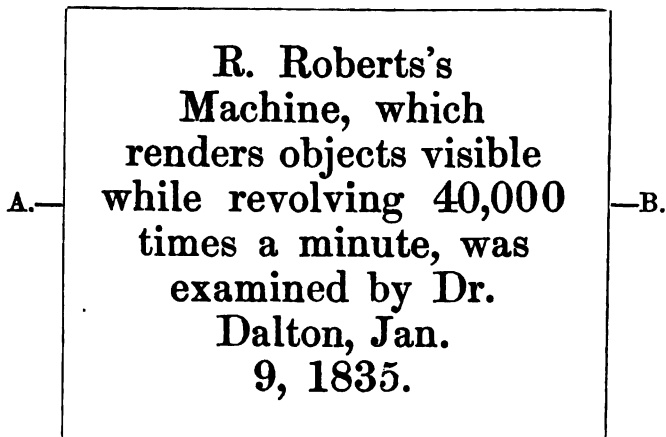 R. Roberts's
Machine, which
renders objects visible
A.— while revolving 40,000 —B.
times a minute, was
examined by Dr.
Dalton, Jan.
9, 1835.